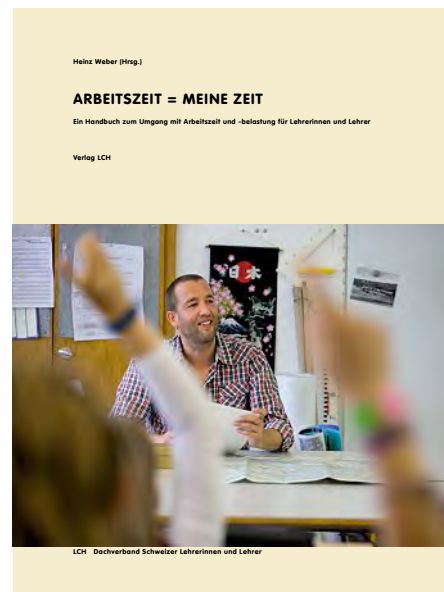 Heinz Weber (Hrsg.)
ARBEITSZEIT = MEINE ZEIT
Ein Handbuch zum Umgang mit Arbeitszeit und -belastung für Lehrerinnen und Lehrer
Verlag LCH
日本
LCH Dachverband Schweizer Lehrerinnen und Lehrer